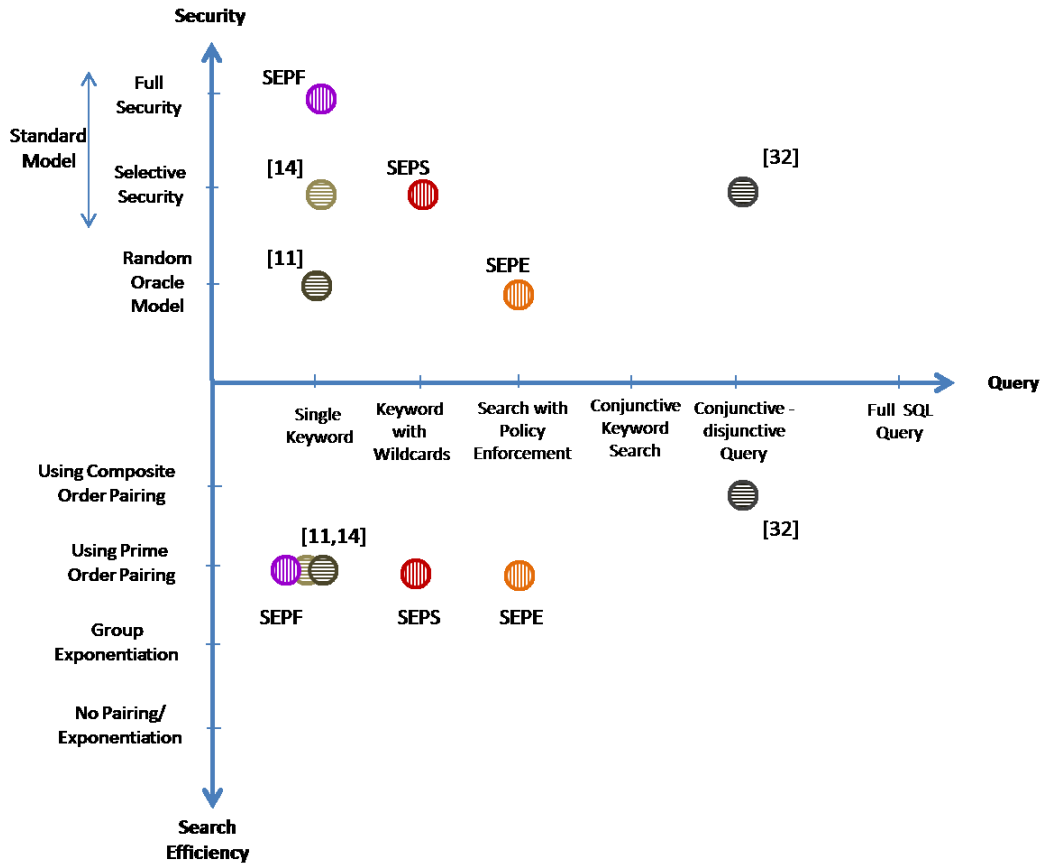 Security
SEPF
Full
Security
Standard
Model
[14]
SEPS
[32]
Selective
Security
[11]
SEPE
Random
Oracle
Model
Query
Single
Keyword
Keyword
with
Wildcards
Search with
Policy
Enforcement
Conjunctive
Keyword
Search
Conjunctive -
disjunctive
Query
Full SQL
Query
Using Composite
Order Pairing
[32]
[11,14]
Using Prime
Order Pairing
SEPF
SEPS
SEPE
Group
Exponentiation
No Pairing/
Exponentiation
Search
Efficiency